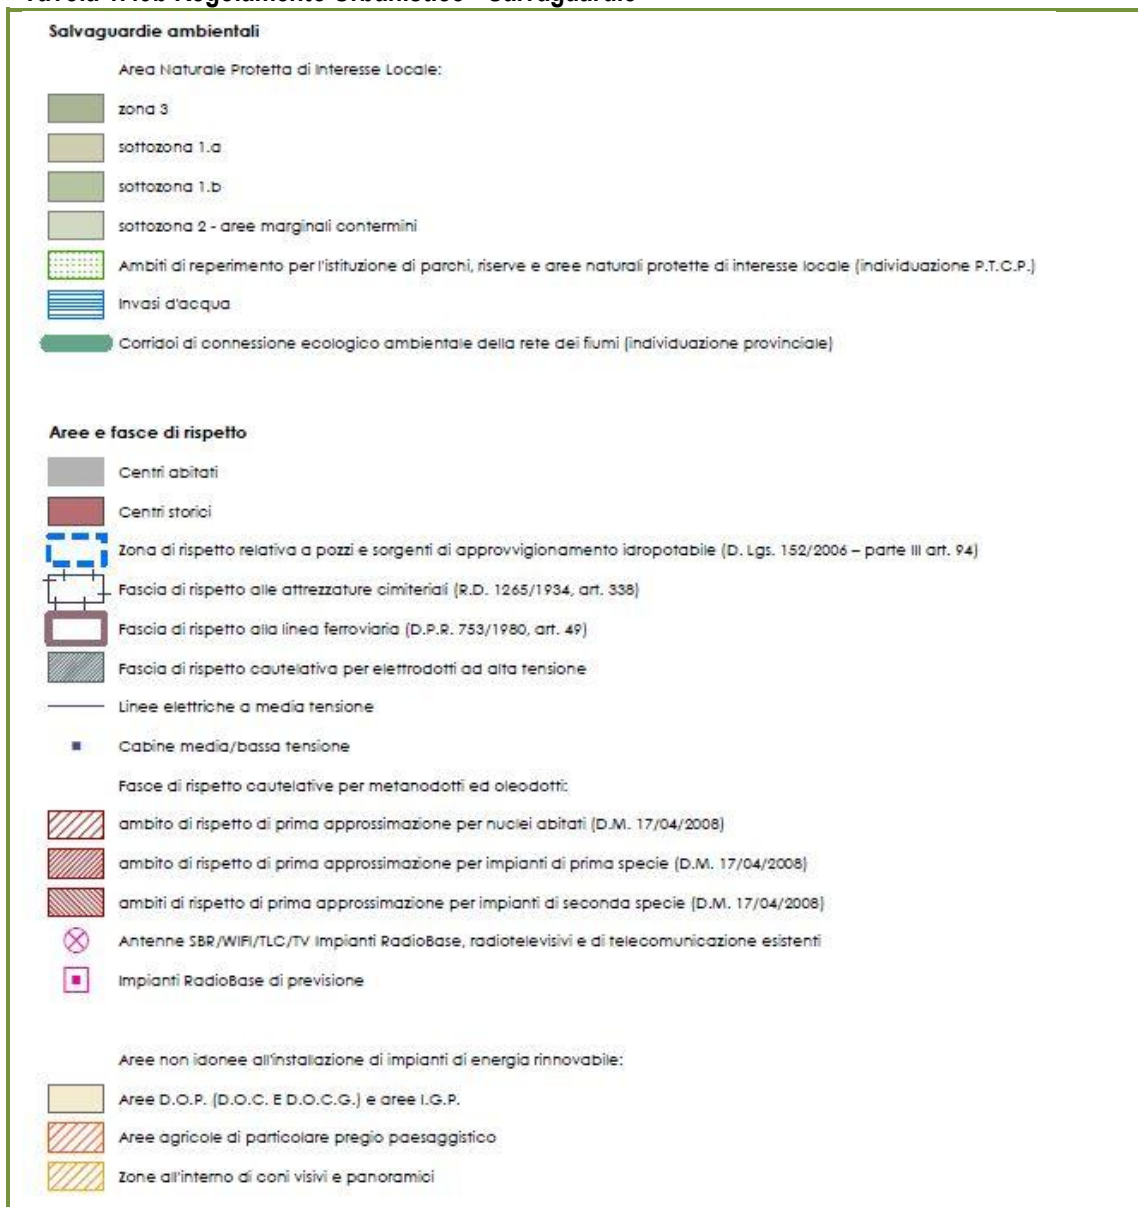 Salvaguardie ambientali
Area Naturale Protetta di Interesse Locale:
zona 3
sottozona 1.a
sottozona 1.b
sottozona 2 - aree marginali contermini
Ambiti di reperimento per l'istituzione di parchi, riserve e aree naturali protette di interesse locale (individuazione P.T.C.P.)
Invasi d'acqua
Corridoi di connessione ecologico ambientale della rete dei fiumi (individuazione provinciale)
Aree e fasce di rispetto
Centri abitati
Centri storici
Zona di rispetto relativa a pozzi e sorgenti di approvvigionamento idropotabile (D. Lgs. 152/2006 – parte III art. 94)
Fascia di rispetto alle attrezzature cimiteriali (R.D. 1265/1934, art. 338)
Fascia di rispetto alla linea ferroviaria (D.P.R. 753/1980, art. 49)
Fascia di rispetto cautelativa per elettrodotti ad alta tensione
Linee elettriche a media tensione
Cabine media/bassa tensione
Fasce di rispetto cautelative per metanodotti ed oleodotti:
ambito di rispetto di prima approssimazione per nuclei abitati (D.M. 17/04/2008)
ambito di rispetto di prima approssimazione per impianti di prima specie (D.M. 17/04/2008)
ambiti di rispetto di prima approssimazione per impianti di seconda specie (D.M. 17/04/2008)
Antenne SBR/WIFI/TLC/TV Impianti RadioBase, radiotelevisivi e di telecomunicazione esistenti
Impianti RadioBase di previsione
Aree non idonee all'installazione di impianti di energia rinnovabile:
Aree D.O.P. (D.O.C. E D.O.C.G.) e aree I.G.P.
Aree agricole di particolare pregio paesaggistico
Zone all'interno di coni visivi e panoramici